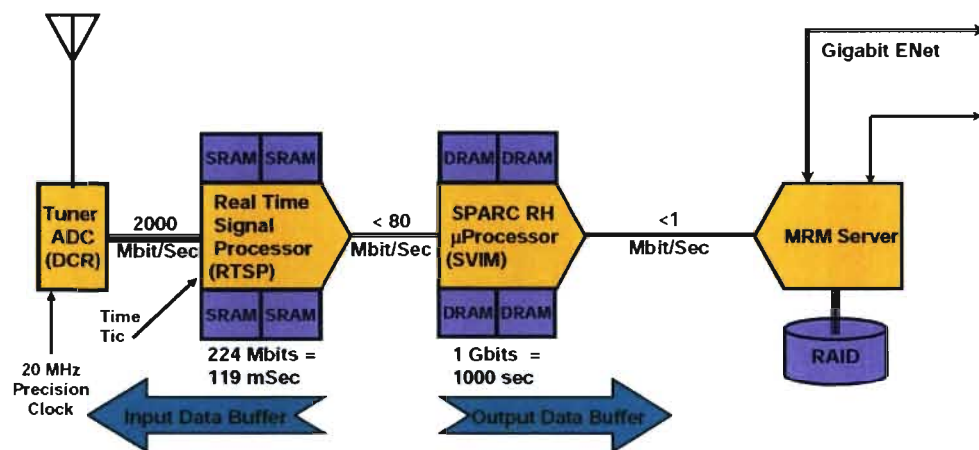 Gigabit ENet
Tuner
ADC
(DCR)
2000
Mbit/Sec
SRAM SRAM
Real Time
Signal
Processor
(RTSP)
SRAM SRAM
< 80
Mbit/Sec
DRAM DRAM
SPARC RH
μProcessor
(SVIM)
DRAM DRAM
<1
Mbit/Sec
MRM Server
RAID
Time
Tic
20 MHz
Precision
Clock
224 Mbits =
119 mSec
1 Gbits =
1000 sec
Input Data Buffer
Output Data Buffer